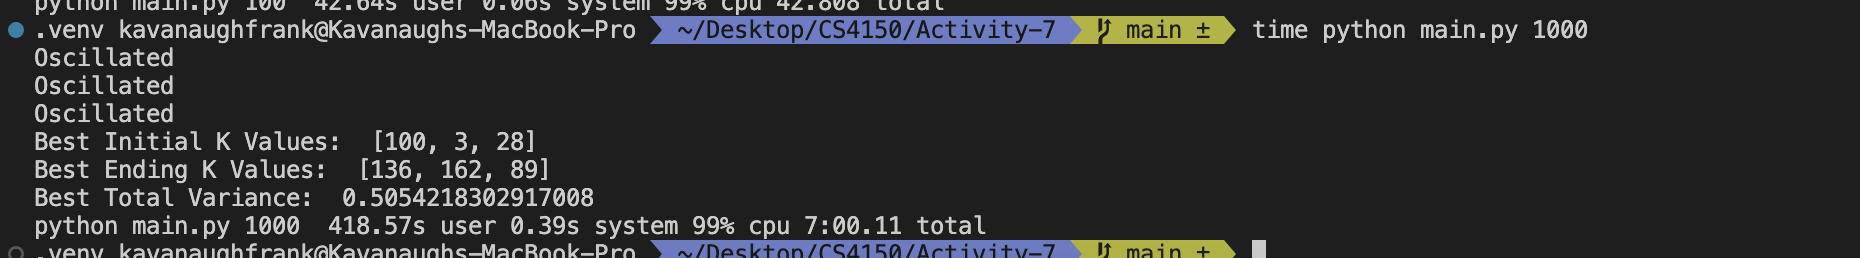 python main.py 100  42.64s user 0.06s system 99% cpu 42.808 total
.venv kavanaughfrank@Kavanaughs-MacBook-Pro ~/Desktop/CS4150/Activity-7 main ± time python main.py 1000
Oscillated
Oscillated
Oscillated
Best Initial K Values:  [100, 3, 28]
Best Ending K Values:  [136, 162, 89]
Best Total Variance:  0.5054218302917008
python main.py 1000  418.57s user 0.39s system 99% cpu 7:00.11 total
.venv kavanaughfrank@Kavanaughs-MacBook-Pro ~/Desktop/CS4150/Activity-7 main ±